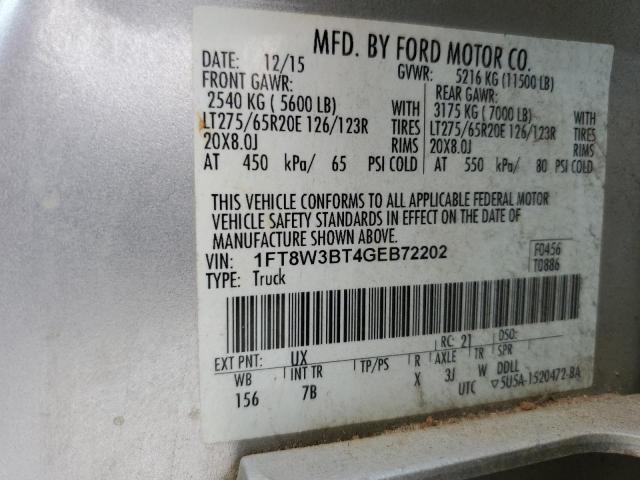 MFD. BY FORD MOTOR CO.
DATE: 12/15 GVWR: 5216 KG (11500 LB)
FRONT GAWR: REAR GAWR:
2540 KG ( 5600 LB) WITH 3175 KG ( 7000 LB) WITH
LT275/65R20E 126/123R TIRES LT275/65R20E 126/123R TIRES
20X8.0J RIMS 20X8.0J RIMS
AT 450 kPa/ 65 PSI COLD AT 550 kPa/ 80 PSI COLD
THIS VEHICLE CONFORMS TO ALL APPLICABLE FEDERAL MOTOR
VEHICLE SAFETY STANDARDS IN EFFECT ON THE DATE OF
MANUFACTURE SHOWN ABOVE.
VIN: 1FT8W3BT4GEB72202 F0456
TYPE: Truck T0886
RC: 21 DSO:
EXT PNT: UX
WB INT TR TP/PS R AXLE TR SPR
156 7B X 3J W DDLL
UTC ▽5U5A-1520472-BA